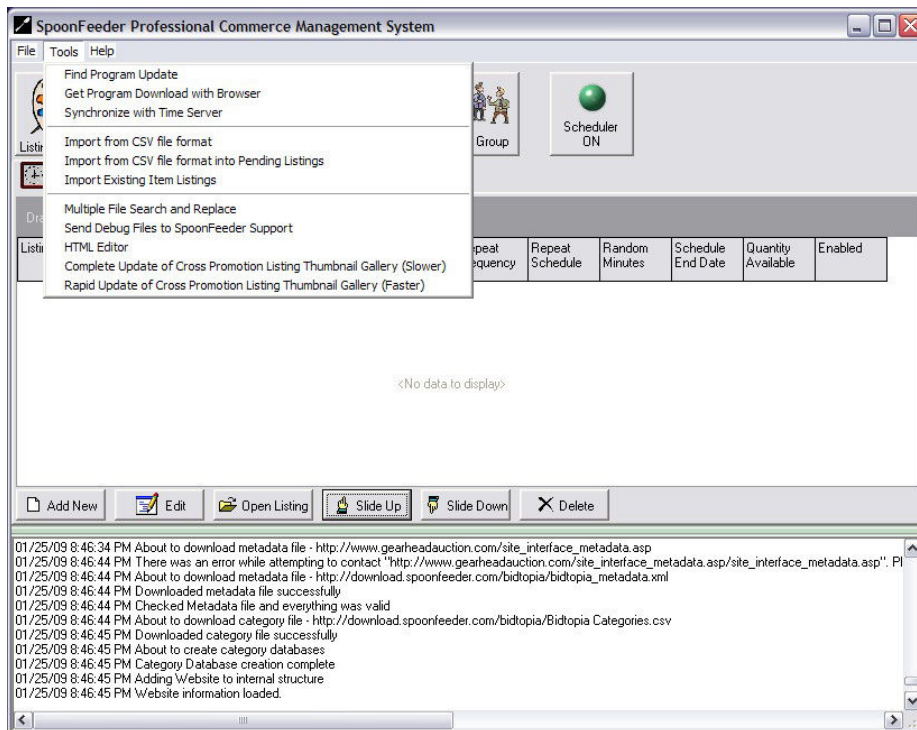 SpoonFeeder Professional Commerce Management System
File Tools Help
Find Program Update
Get Program Download with Browser
Synchronize with Time Server
Import from CSV file format
Import from CSV file format into Pending Listings
Import Existing Item Listings
Multiple File Search and Replace
Send Debug Files to SpoonFeeder Support
HTML Editor
Complete Update of Cross Promotion Listing Thumbnail Gallery (Slower)
Rapid Update of Cross Promotion Listing Thumbnail Gallery (Faster)
Group
Scheduler
ON
Repeat Random Schedule Quantity Enabled
Schedule Minutes End Date Available
<No data to display>
Add New Edit Open Listing Slide Up Slide Down Delete
01/25/09 8:46:34 PM About to download metadata file - http://www.gearheadauction.com/site_interface_metadata.asp
01/25/09 8:46:44 PM There was an error while attempting to contact "http://www.gearheadauction.com/site_interface_metadata.asp/site_interface_metadata.asp". Pl
01/25/09 8:46:44 PM About to download metadata file - http://download.spoonfeeder.com/bidtopia/bidtopia_metadata.xml
01/25/09 8:46:44 PM Downloaded metadata file successfully
01/25/09 8:46:44 PM Checked Metadata file and everything was valid
01/25/09 8:46:44 PM About to download category file - http://download.spoonfeeder.com/bidtopia/Bidtopia Categories.csv
01/25/09 8:46:45 PM Downloaded category file successfully
01/25/09 8:46:45 PM About to create category databases
01/25/09 8:46:45 PM Category Database creation complete
01/25/09 8:46:45 PM Adding Website to internal structure
01/25/09 8:46:45 PM Website information loaded.